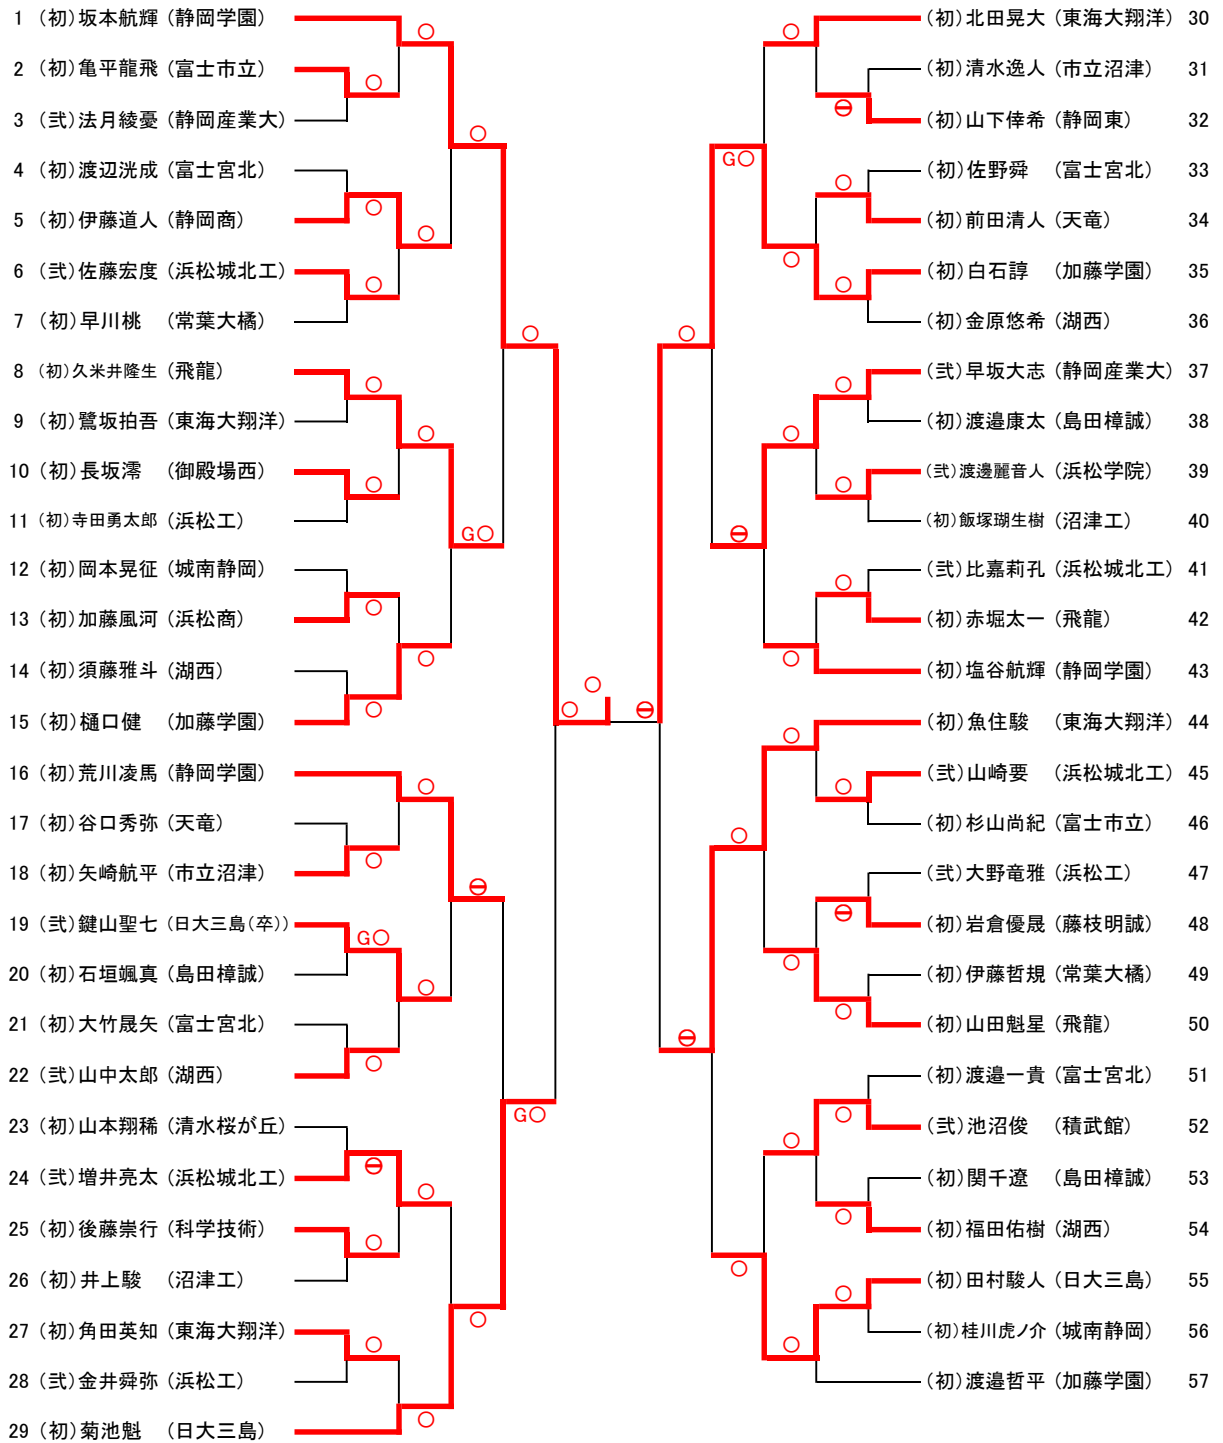 1 (初)坂本航輝 (静岡学園)
2 (初)亀平龍飛 (富士市立)
3 (弐)法月綾憂 (静岡産業大)
4 (初)渡辺洸成 (富士宮北)
5 (初)伊藤道人 (静岡商)
6 (弐)佐藤宏度 (浜松城北工)
7 (初)早川桃 (常葉大橘)
8 (初)久米井隆生 (飛龍)
9 (初)鷺坂拍吾 (東海大翔洋)
10 (初)長坂澪 (御殿場西)
11 (初)寺田勇太郎 (浜松工)
12 (初)岡本晃征 (城南静岡)
13 (初)加藤風河 (浜松商)
14 (初)須藤雅斗 (湖西)
15 (初)樋口健 (加藤学園)
16 (初)荒川凌馬 (静岡学園)
17 (初)谷口秀弥 (天竜)
18 (初)矢崎航平 (市立沼津)
19 (弐)鍵山聖七 (日大三島(卒))
20 (初)石垣颯真 (島田樟誠)
21 (初)大竹晟矢 (富士宮北)
22 (弐)山中太郎 (湖西)
23 (初)山本翔稀 (清水桜が丘)
24 (弐)増井亮太 (浜松城北工)
25 (初)後藤崇行 (科学技術)
26 (初)井上駿 (沼津工)
27 (初)角田英知 (東海大翔洋)
28 (弐)金井舜弥 (浜松工)
29 (初)菊池魁 (日大三島)
G○
G○
G○
G○
(初)北田晃大 (東海大翔洋) 30
(初)清水逸人 (市立沼津) 31
(初)山下倖希 (静岡東) 32
(初)佐野舜 (富士宮北) 33
(初)前田清人 (天竜) 34
(初)白石諄 (加藤学園) 35
(初)金原悠希 (湖西) 36
(弐)早坂大志 (静岡産業大) 37
(初)渡邉康太 (島田樟誠) 38
(弐)渡邊麗音人 (浜松学院) 39
(初)飯塚瑚生樹 (沼津工) 40
(弐)比嘉莉孔 (浜松城北工) 41
(初)赤堀太一 (飛龍) 42
(初)塩谷航輝 (静岡学園) 43
(初)魚住駿 (東海大翔洋) 44
(弐)山崎要 (浜松城北工) 45
(初)杉山尚紀 (富士市立) 46
(弐)大野竜雅 (浜松工) 47
(初)岩倉優晟 (藤枝明誠) 48
(初)伊藤哲規 (常葉大橘) 49
(初)山田魁星 (飛龍) 50
(初)渡邉一貴 (富士宮北) 51
(弐)池沼俊 (積武館) 52
(初)関千遼 (島田樟誠) 53
(初)福田佑樹 (湖西) 54
(初)田村駿人 (日大三島) 55
(初)桂川虎ノ介 (城南静岡) 56
(初)渡邉哲平 (加藤学園) 57